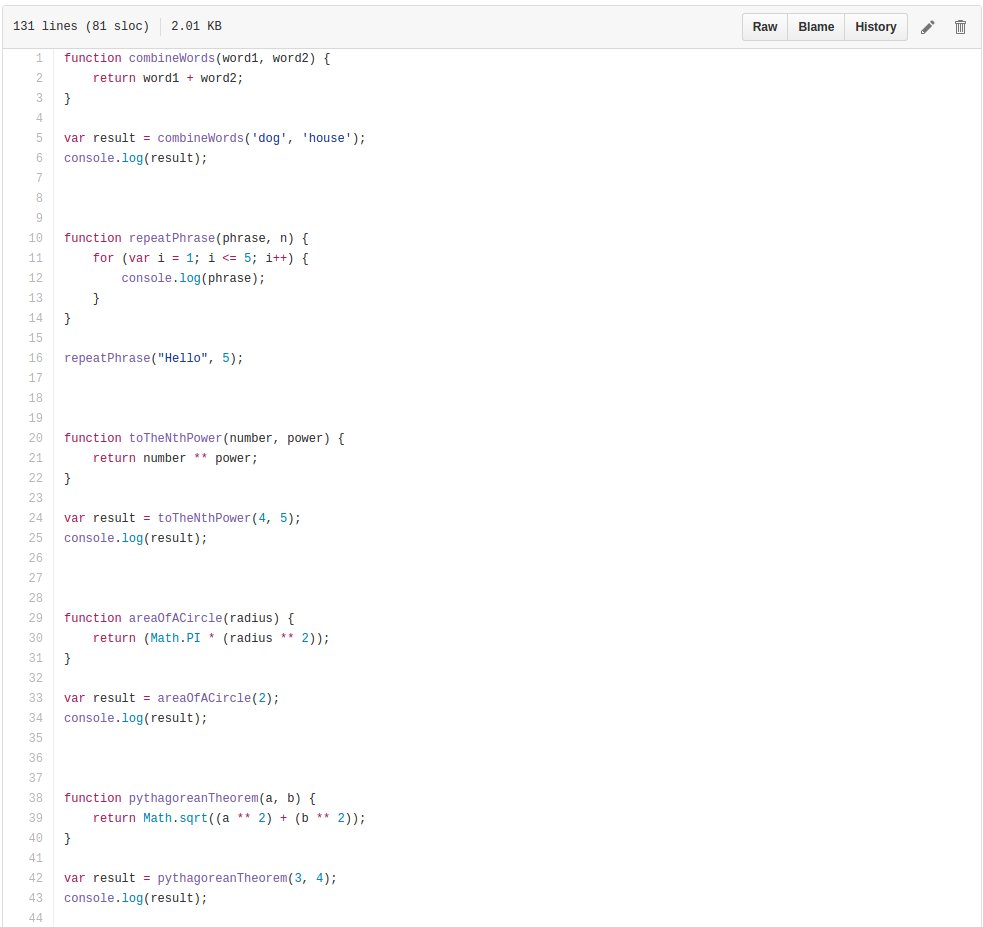 131 lines (81 sloc) 2.01 KB Raw Blame History
1 function combineWords(word1, word2) {
2     return word1 + word2;
3 }
4
5 var result = combineWords('dog', 'house');
6 console.log(result);
7
8
9
10 function repeatPhrase(phrase, n) {
11     for (var i = 1; i <= 5; i++) {
12         console.log(phrase);
13     }
14 }
15
16 repeatPhrase("Hello", 5);
17
18
19
20 function toTheNthPower(number, power) {
21     return number ** power;
22 }
23
24 var result = toTheNthPower(4, 5);
25 console.log(result);
26
27
28
29 function areaOfACircle(radius) {
30     return (Math.PI * (radius ** 2));
31 }
32
33 var result = areaOfACircle(2);
34 console.log(result);
35
36
37
38 function pythagoreanTheorem(a, b) {
39     return Math.sqrt((a ** 2) + (b ** 2));
40 }
41
42 var result = pythagoreanTheorem(3, 4);
43 console.log(result);
44